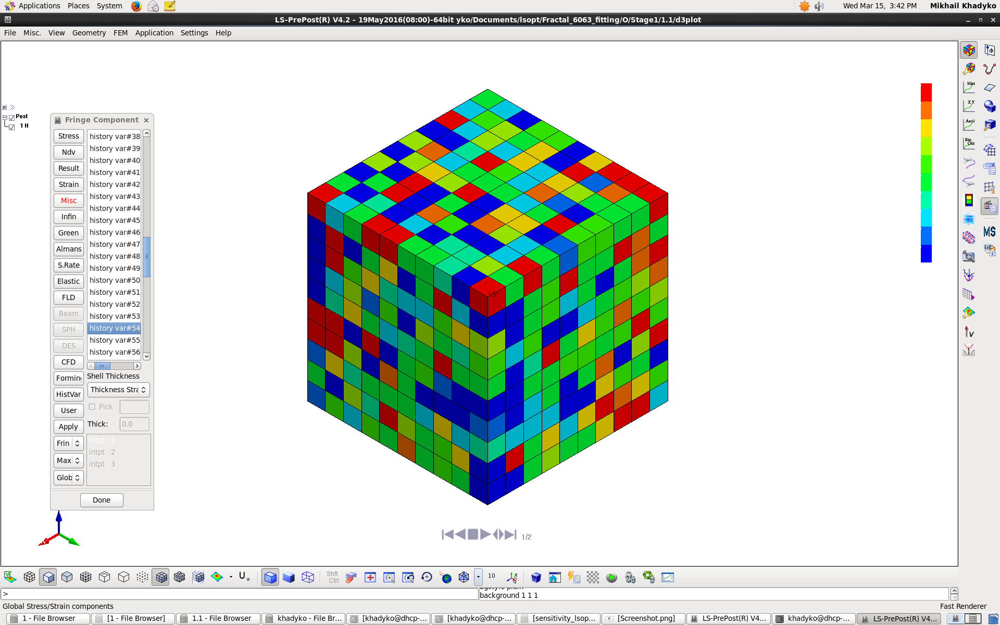 Applications Places System
Wed Mar 15, 3:42 PM Mikhail Khadyko
LS-PrePost(R) V4.2 - 19May2016(08:00)-64bit yko/Documents/lsopt/Fractal_6063_fitting/O/Stage1/1.1/d3plot
File Misc. View Geometry FEM Application Settings Help
Post
1 H
Fringe Component
Stress
Ndv
Result
Strain
Misc
Infin
Green
Almans
S.Rate
Elastic
FLD
Beam
SPH
DES
CFD
Formin
HistVar
User
Apply
Frin
Max
Glob
history var#38
history var#39
history var#40
history var#41
history var#42
history var#43
history var#44
history var#45
history var#46
history var#47
history var#48
history var#49
history var#50
history var#51
history var#52
history var#53
history var#54
history var#55
history var#56
Shell Thickness
Thickness Stra
Pick
Thick: 0.0
intpt 1
intpt 2
intpt 3
Done
1/2
Hist
X Y
Ascii
Bin
Out
MS
V
U
Shft
Ctrl
10
>
bgstyle plain
background 1 1 1
Global Stress/Strain components
Fast Renderer
1 - File Browser
[1 - File Browser]
1.1 - File Browser
khadyko - File Br...
[khadyko@dhcp-...
[khadyko@dhcp-...
[sensitivity_lsop...
[Screenshot.png]
LS-PrePost(R) V4...
khadyko@dhcp-...
LS-PrePost(R) V4...